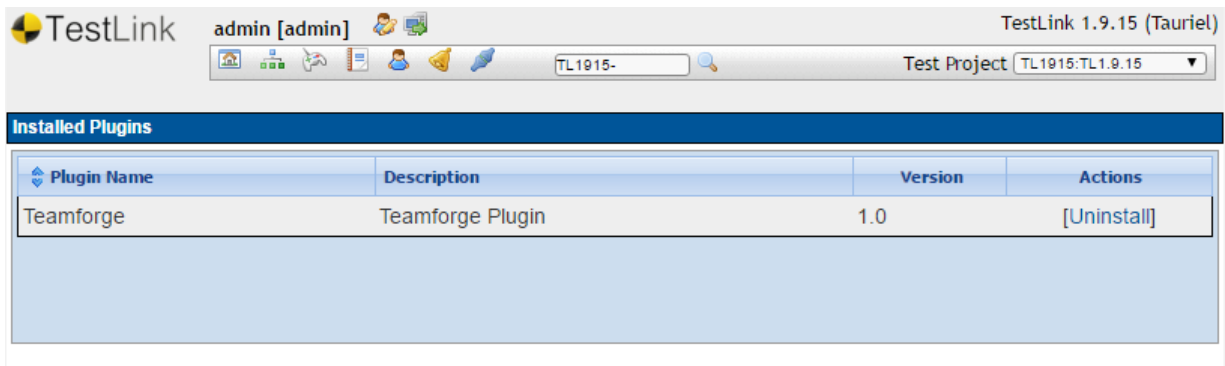 TestLink admin [admin] TestLink 1.9.15 (Tauriel)
TL1915- Test Project TL1915:TL1.9.15
Installed Plugins
Plugin Name Description Version Actions
Teamforge Teamforge Plugin 1.0 [Uninstall]